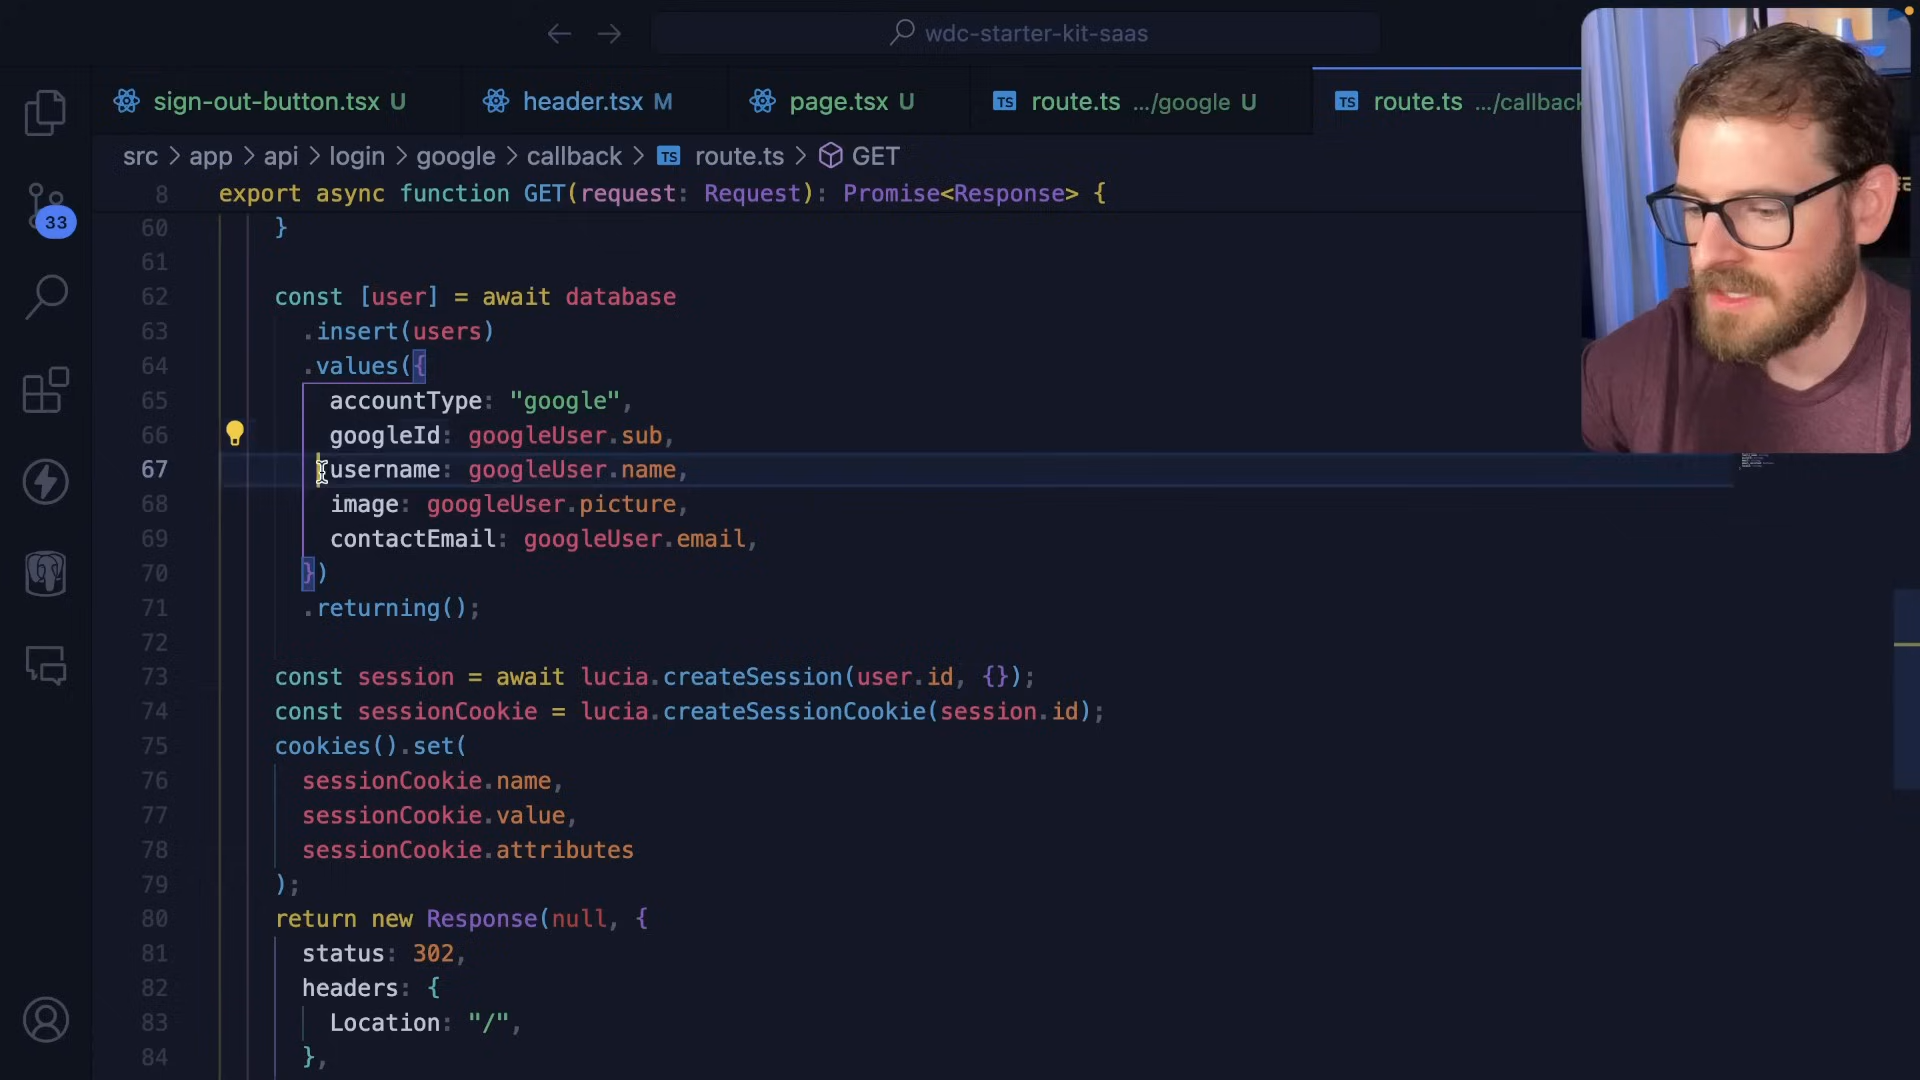 wdc-starter-kit-saas
sign-out-button.tsx U
header.tsx M
page.tsx U
TS route.ts .../google U
TS route.ts .../callback
src > app > api > login > google > callback > TS route.ts > GET
33
8 export async function GET(request: Request): Promise<Response> {
60 }
61
62 const [user] = await database
63 .insert(users)
64 .values({
65 accountType: "google",
66 googleId: googleUser.sub,
67 username: googleUser.name,
68 image: googleUser.picture,
69 contactEmail: googleUser.email,
70 })
71 .returning();
72
73 const session = await lucia.createSession(user.id, {});
74 const sessionCookie = lucia.createSessionCookie(session.id);
75 cookies().set(
76 sessionCookie.name,
77 sessionCookie.value,
78 sessionCookie.attributes
79 );
80 return new Response(null, {
81 status: 302,
82 headers: {
83 Location: "/",
84 },